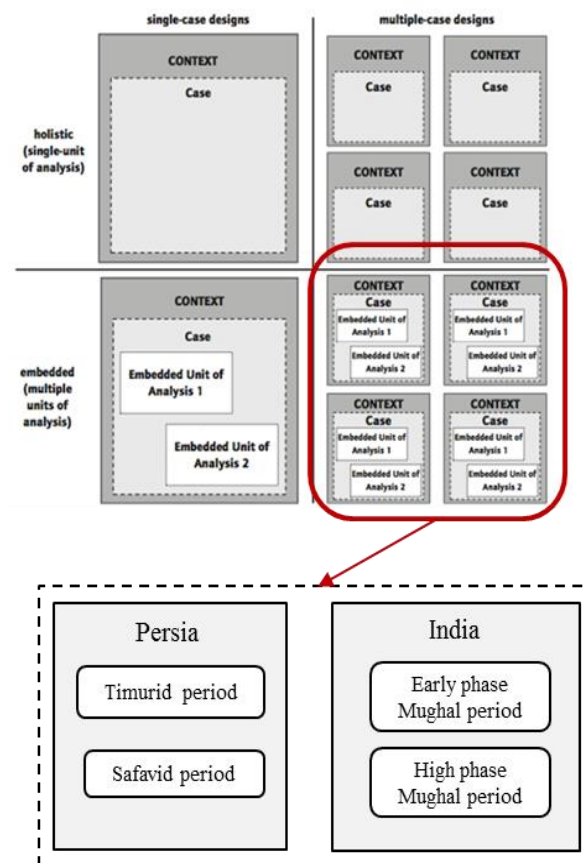 single-case designs
multiple-case designs
holistic
(single-unit
of analysis)
CONTEXT
Case
CONTEXT
Case
CONTEXT
Case
CONTEXT
Case
CONTEXT
Case
embedded
(multiple
units of
analysis)
CONTEXT
Case
Embedded Unit of
Analysis 1
Embedded Unit of
Analysis 2
CONTEXT
Case
Embedded Unit of
Analysis 1
Embedded Unit of
Analysis 2
CONTEXT
Case
Embedded Unit of
Analysis 1
Embedded Unit of
Analysis 2
CONTEXT
Case
Embedded Unit of
Analysis 1
Embedded Unit of
Analysis 2
CONTEXT
Case
Embedded Unit of
Analysis 1
Embedded Unit of
Analysis 2
Persia
Timurid period
Safavid period
India
Early phase
Mughal period
High phase
Mughal period